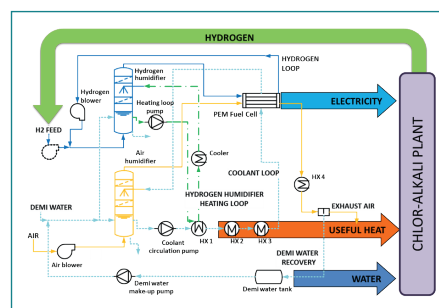 HYDROGEN
Hydrogen
humidifier
HYDROGEN
LOOP
Hydrogen
blower
Heating loop
pump
H2 FEED
PEM Fuel Cell
ELECTRICITY
Air
humidifier
Cooler
COOLANT LOOP
HX 4
HYDROGEN HUMIDIFIER
HEATING LOOP
EXHAUST AIR
DEMI WATER
AIR
Air blower
Coolant
circulation pump
HX 1
HX 2
HX 3
USEFUL HEAT
DEMI WATER
RECOVERY
Demi water
make-up pump
Demi water tank
WATER
CHLOR-ALKALI PLANT